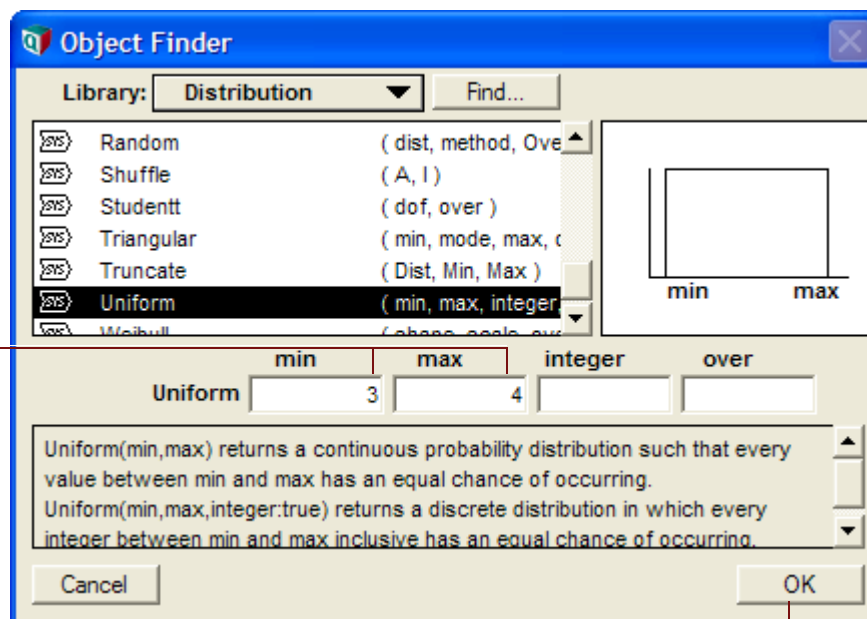 Object Finder
Library: Distribution Find...
Random ( dist, method, Ove
Shuffle ( A, I )
Studentt ( dof, over )
Triangular ( min, mode, max, c
Truncate ( Dist, Min, Max )
Uniform ( min, max, integer,
Weibull ( shape, scale, ove
min max
min max integer over
Uniform 3 4
Uniform(min,max) returns a continuous probability distribution such that every
value between min and max has an equal chance of occurring.
Uniform(min,max,integer:true) returns a discrete distribution in which every
integer between min and max inclusive has an equal chance of occurring.
Cancel OK